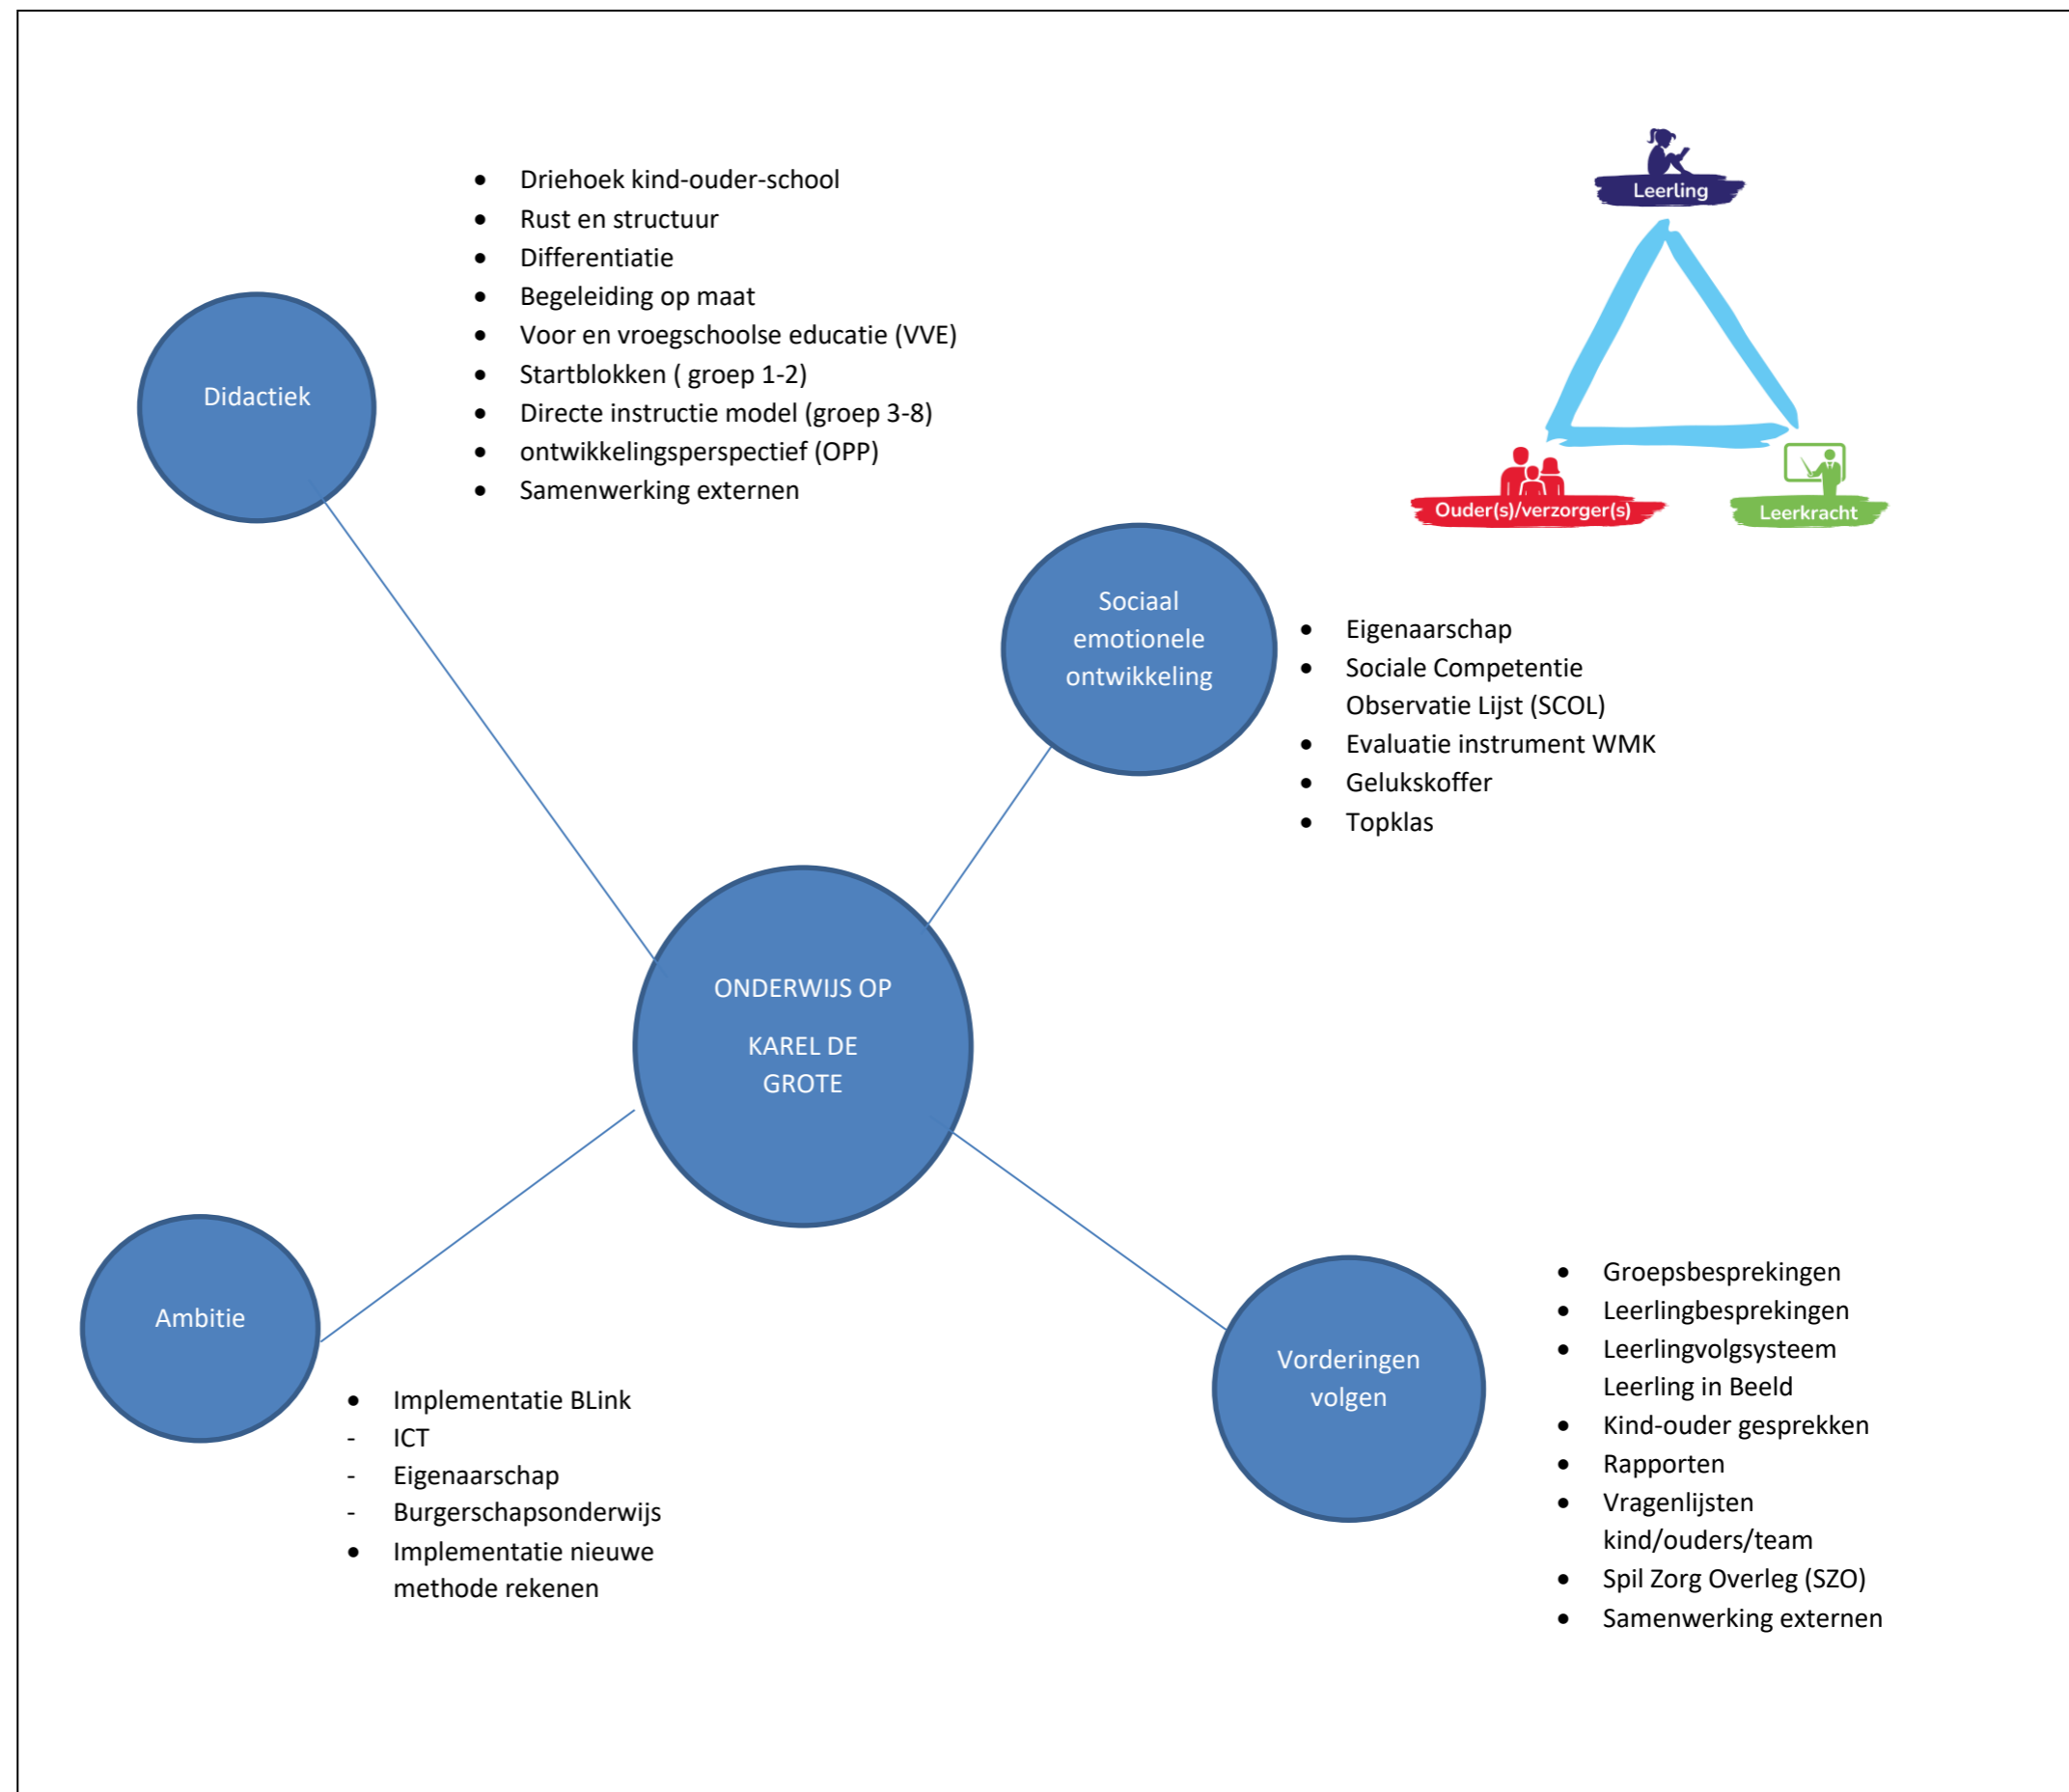 • Driehoek kind-ouder-school
• Rust en structuur
• Differentiatie
• Begeleiding op maat
• Voor en vroegschoolse educatie (VVE)
• Startblokken ( groep 1-2)
• Directe instructie model (groep 3-8)
• ontwikkelingsperspectief (OPP)
• Samenwerking externen
Leerling
Ouder(s)/verzorger(s)
Leerkracht
Didactiek
Sociaal
emotionele
ontwikkeling
• Eigenaarschap
• Sociale Competentie
Observatie Lijst (SCOL)
• Evaluatie instrument WMK
• Gelukskoffer
• Topklas
ONDERWIJS OP
KAREL DE
GROTE
Ambitie
• Implementatie BLink
- ICT
- Eigenaarschap
- Burgerschapsonderwijs
• Implementatie nieuwe
methode rekenen
Vorderingen
volgen
• Groepsbesprekingen
• Leerlingbesprekingen
• Leerlingvolgsysteem
Leerling in Beeld
• Kind-ouder gesprekken
• Rapporten
• Vragenlijsten
kind/ouders/team
• Spil Zorg Overleg (SZO)
• Samenwerking externen